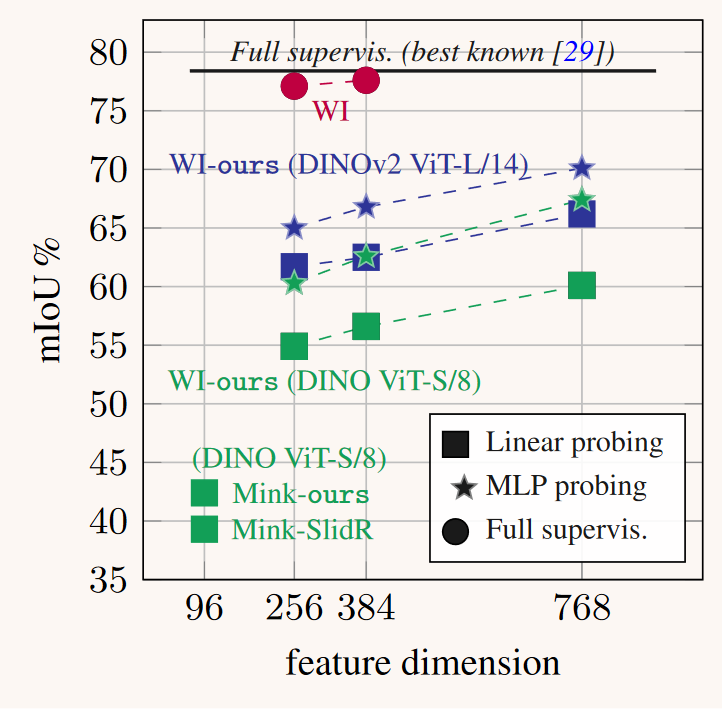 80
75
70
65
60
55
50
45
40
35
mIoU %
Full supervis. (best known [29])
WI
WI-ours (DINOv2 ViT-L/14)
WI-ours (DINO ViT-S/8)
(DINO ViT-S/8)
Mink-ours
Mink-SlidR
Linear probing
MLP probing
Full supervis.
96 256 384 768
feature dimension